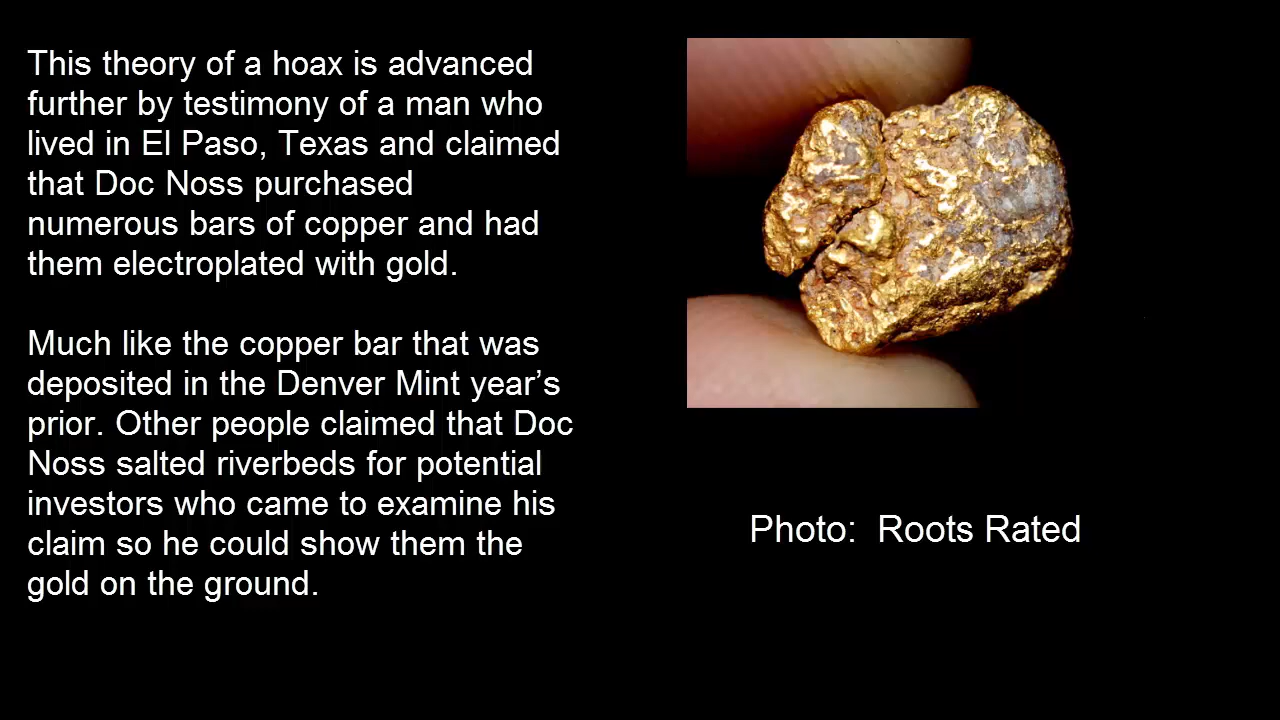 This theory of a hoax is advanced
further by testimony of a man who
lived in El Paso, Texas and claimed
that Doc Noss purchased
numerous bars of copper and had
them electroplated with gold.
Much like the copper bar that was
deposited in the Denver Mint year’s
prior. Other people claimed that Doc
Noss salted riverbeds for potential
investors who came to examine his
claim so he could show them the
gold on the ground.
Photo: Roots Rated